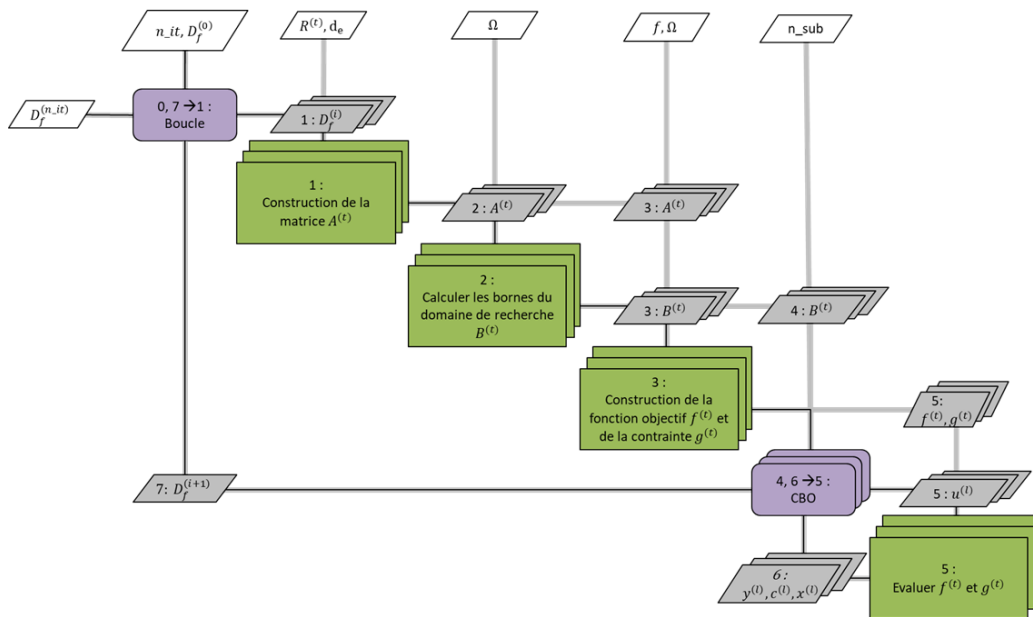 n_it, D_f^(0)
R^(t), d_e
Ω
f, Ω
n_sub
D_f^(n_it)
0, 7 →1 :
Boucle
1 : D_f^(i)
1 :
Construction de la
matrice A^(t)
2 : A^(t)
3 : A^(t)
2 :
Calculer les bornes du
domaine de recherche
B^(t)
3 : B^(t)
4 : B^(t)
3 :
Construction de la
fonction objectif f^(t) et
de la contrainte g^(t)
5:
f^(t), g^(t)
7: D_f^(i+1)
4, 6 →5 :
CBO
5 : u^(l)
6 :
y^(l), c^(l), x^(l)
5 :
Evaluer f^(t) et g^(t)